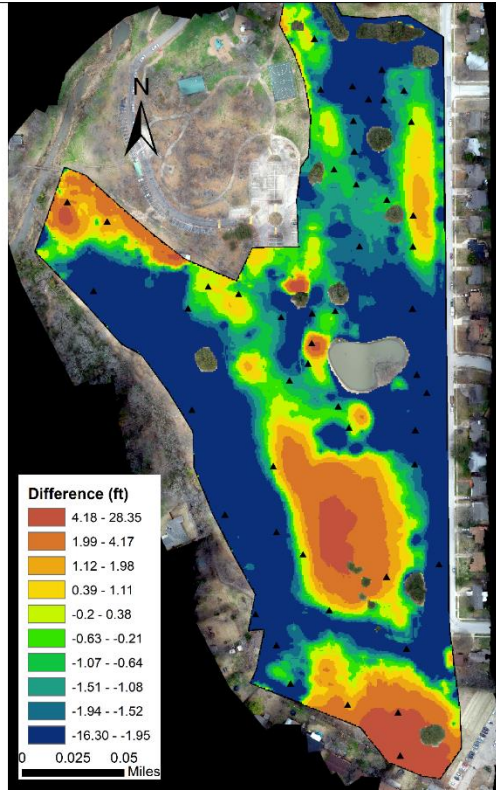 N
Difference (ft)
4.18 - 28.35
1.99 - 4.17
1.12 - 1.98
0.39 - 1.11
-0.2 - 0.38
-0.63 - -0.21
-1.07 - -0.64
-1.51 - -1.08
-1.94 - -1.52
-16.30 - -1.95
0 0.025 0.05
Miles